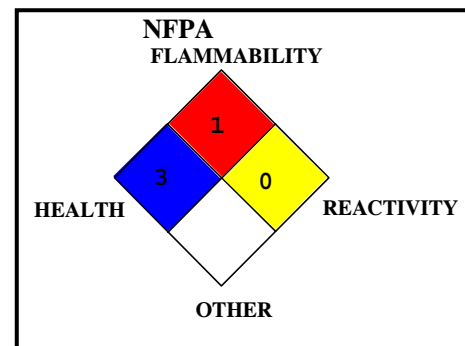 NFPA
FLAMMABILITY
1
3
0
HEALTH
REACTIVITY
OTHER